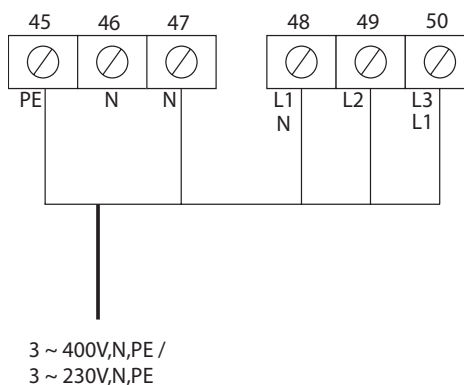 45 46 47 48 49 50
PE N N L1 L2 L3
N L1
3 ~ 400V,N,PE /
3 ~ 230V,N,PE